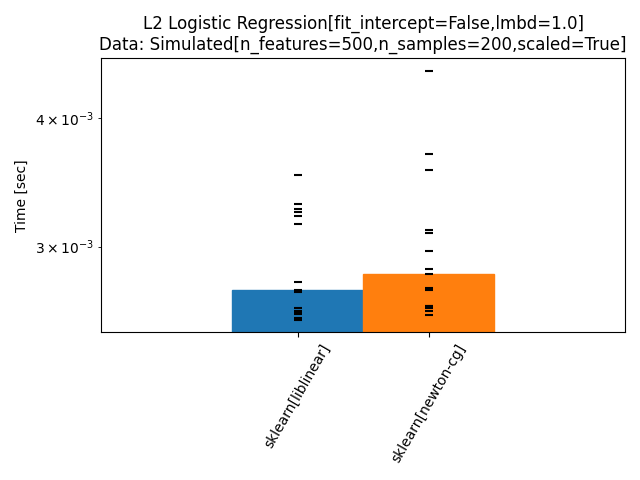 L2 Logistic Regression[fit_intercept=False,lmbd=1.0]
Data: Simulated[n_features=500,n_samples=200,scaled=True]
Time [sec]
4 × 10⁻³
3 × 10⁻³
sklearn[liblinear]
sklearn[newton-cg]